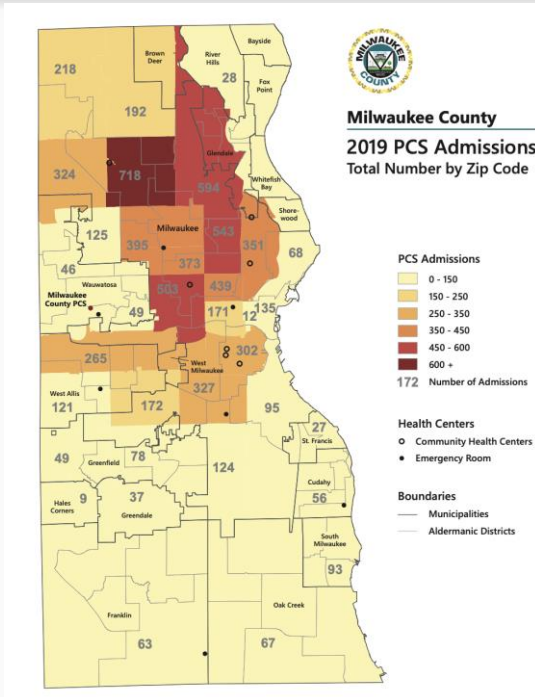 MILWAUKEE
COUNTY
Milwaukee County
2019 PCS Admissions
Total Number by Zip Code
Bayside
Brown
Deer
River
Hills
218
28
Fox
Point
192
Glendale
324
718
594
Whitefish
Bay
Shore-
wood
Milwaukee
125
395
543
351
68
46
373
Wauwatosa
503
439
Milwaukee
County PCS
49
171
12
135
265
302
West
Milwaukee
327
West Allis
121
172
95
27
St. Francis
49
Greenfield
78
124
Cudahy
56
Hales
Corners
9
37
Greendale
South
Milwaukee
93
Oak Creek
Franklin
63
67
PCS Admissions
0 - 150
150 - 250
250 - 350
350 - 450
450 - 600
600 +
172 Number of Admissions
Health Centers
Community Health Centers
Emergency Room
Boundaries
Municipalities
Aldermanic Districts